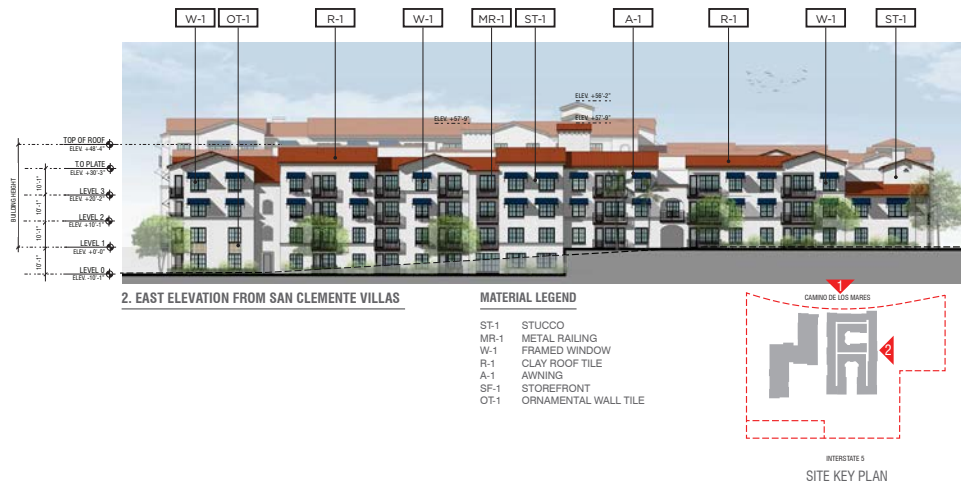 W-1 OT-1 R-1 W-1 MR-1 ST-1 A-1 R-1 W-1 ST-1
ELEV. +56'-2"
ELEV. +57'-9" ELEV. +57'-9"
TOP OF ROOF
ELEV. +48'-4"
T.O PLATE
ELEV. +30'-3"
10'-1"
LEVEL 3
ELEV. +20'-2"
10'-1"
LEVEL 2
ELEV. +10'-1"
10'-1"
LEVEL 1
ELEV. +0'-0"
10'-1"
LEVEL 0
ELEV. -10'-1"
BUILDING HEIGHT
2. EAST ELEVATION FROM SAN CLEMENTE VILLAS
MATERIAL LEGEND
ST-1 STUCCO
MR-1 METAL RAILING
W-1 FRAMED WINDOW
R-1 CLAY ROOF TILE
A-1 AWNING
SF-1 STOREFRONT
OT-1 ORNAMENTAL WALL TILE
1
CAMINO DE LOS MARES
2
INTERSTATE 5
SITE KEY PLAN